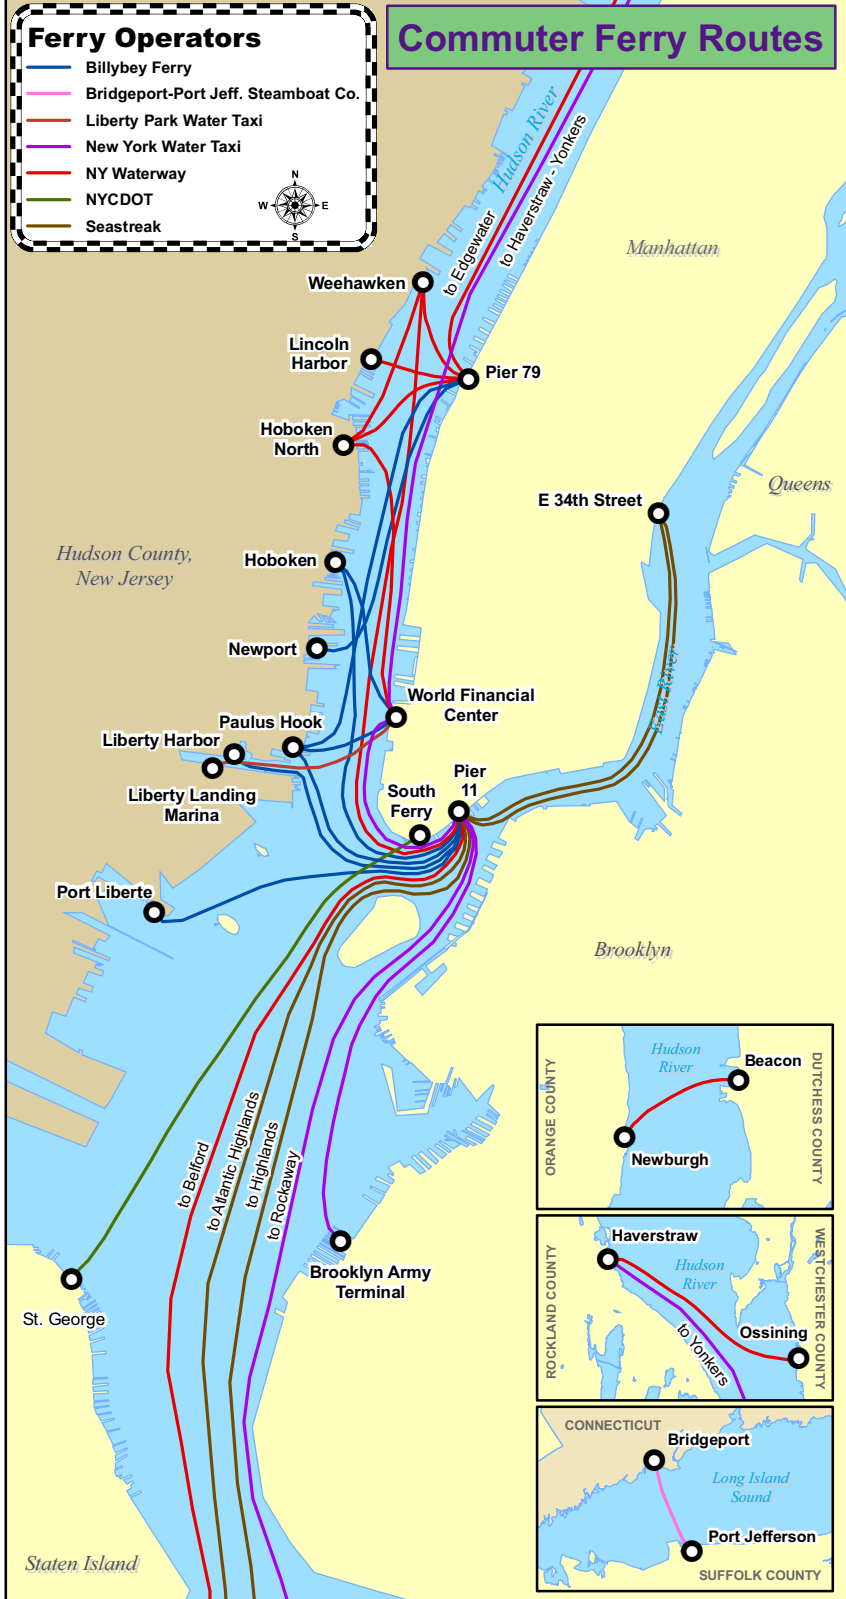 Commuter Ferry Routes
Ferry Operators
Billybey Ferry
Bridgeport-Port Jeff. Steamboat Co.
Liberty Park Water Taxi
New York Water Taxi
NY Waterway
NYCDOT
Seastreak
N
W
E
S
Hudson River
to Edgewater
to Haverstraw - Yonkers
Manhattan
Weehawken
Lincoln
Harbor
Pier 79
Hoboken
North
Queens
E 34th Street
Hudson County,
New Jersey
Hoboken
Newport
East River
World Financial
Center
Paulus Hook
Liberty Harbor
Liberty Landing
Marina
South
Ferry
Pier
11
Port Liberte
Brooklyn
to Belford
to Atlantic Highlands
to Highlands
to Rockaway
Brooklyn Army
Terminal
St. George
Staten Island
ORANGE COUNTY
Hudson
River
Beacon
DUTCHESS COUNTY
Newburgh
ROCKLAND COUNTY
Haverstraw
Hudson
River
WESTCHESTER COUNTY
to Yonkers
Ossining
CONNECTICUT
Bridgeport
Long Island
Sound
Port Jefferson
SUFFOLK COUNTY